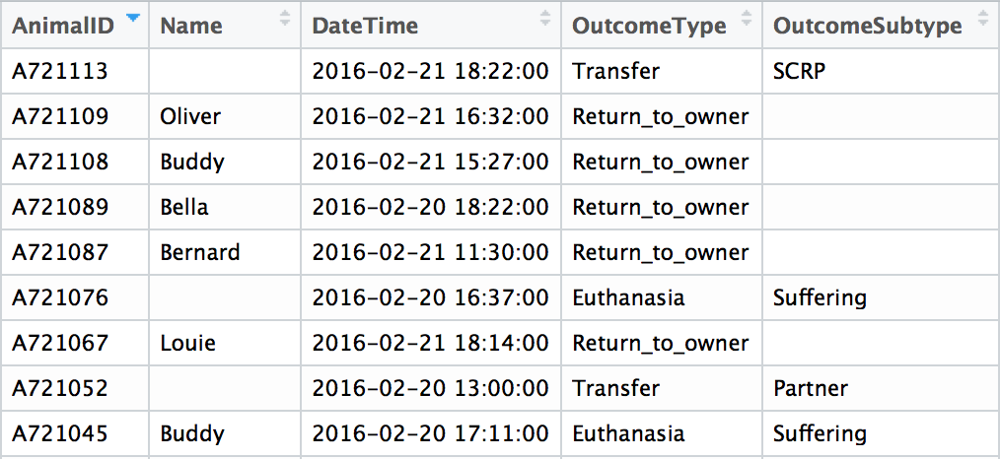 AnimalID Name DateTime OutcomeType OutcomeSubtype
A721113 2016-02-21 18:22:00 Transfer SCRP
A721109 Oliver 2016-02-21 16:32:00 Return_to_owner
A721108 Buddy 2016-02-21 15:27:00 Return_to_owner
A721089 Bella 2016-02-20 18:22:00 Return_to_owner
A721087 Bernard 2016-02-21 11:30:00 Return_to_owner
A721076 2016-02-20 16:37:00 Euthanasia Suffering
A721067 Louie 2016-02-21 18:14:00 Return_to_owner
A721052 2016-02-20 13:00:00 Transfer Partner
A721045 Buddy 2016-02-20 17:11:00 Euthanasia Suffering